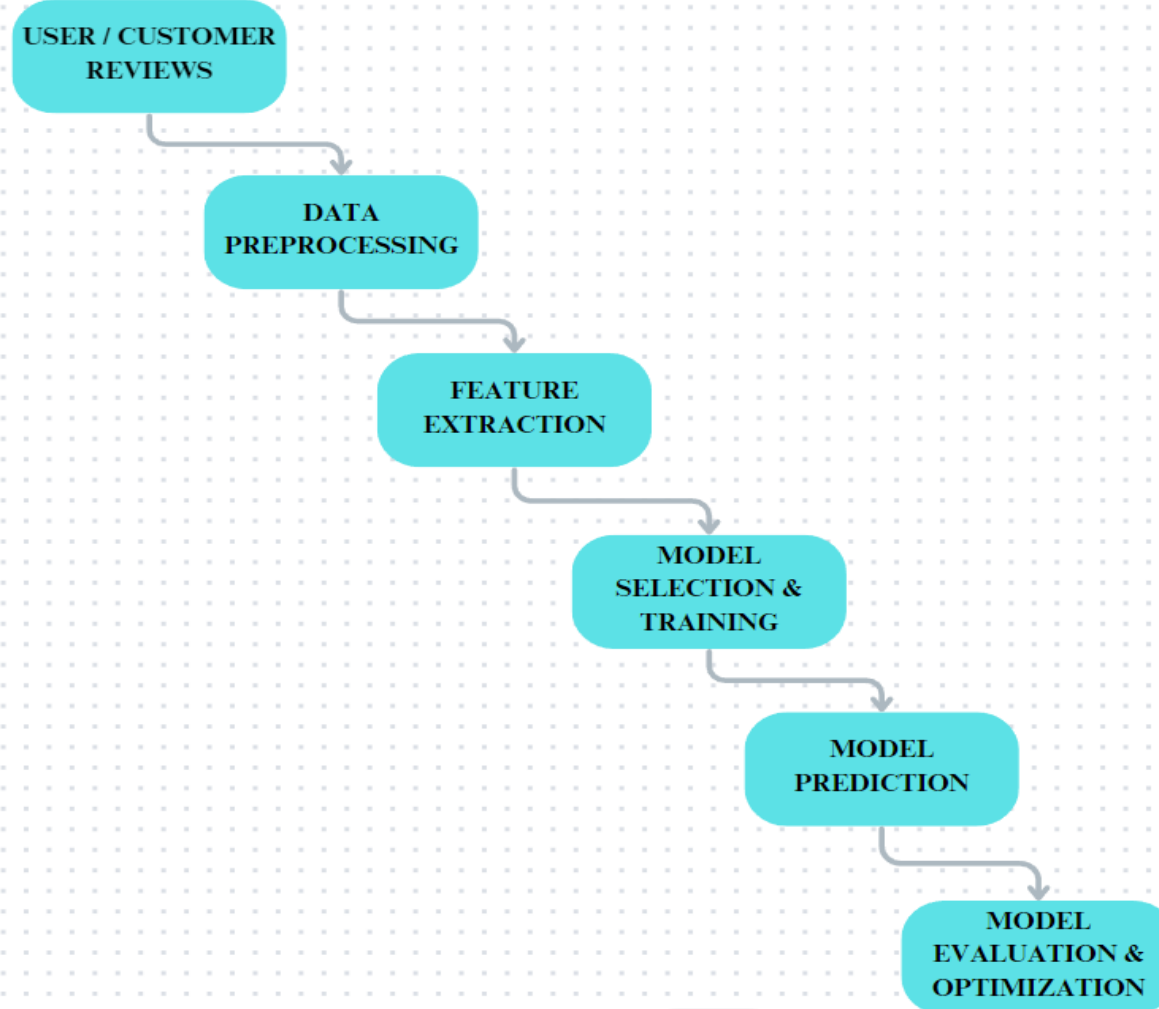 USER / CUSTOMER
REVIEWS
DATA
PREPROCESSING
FEATURE
EXTRACTION
MODEL
SELECTION &
TRAINING
MODEL
PREDICTION
MODEL
EVALUATION &
OPTIMIZATION